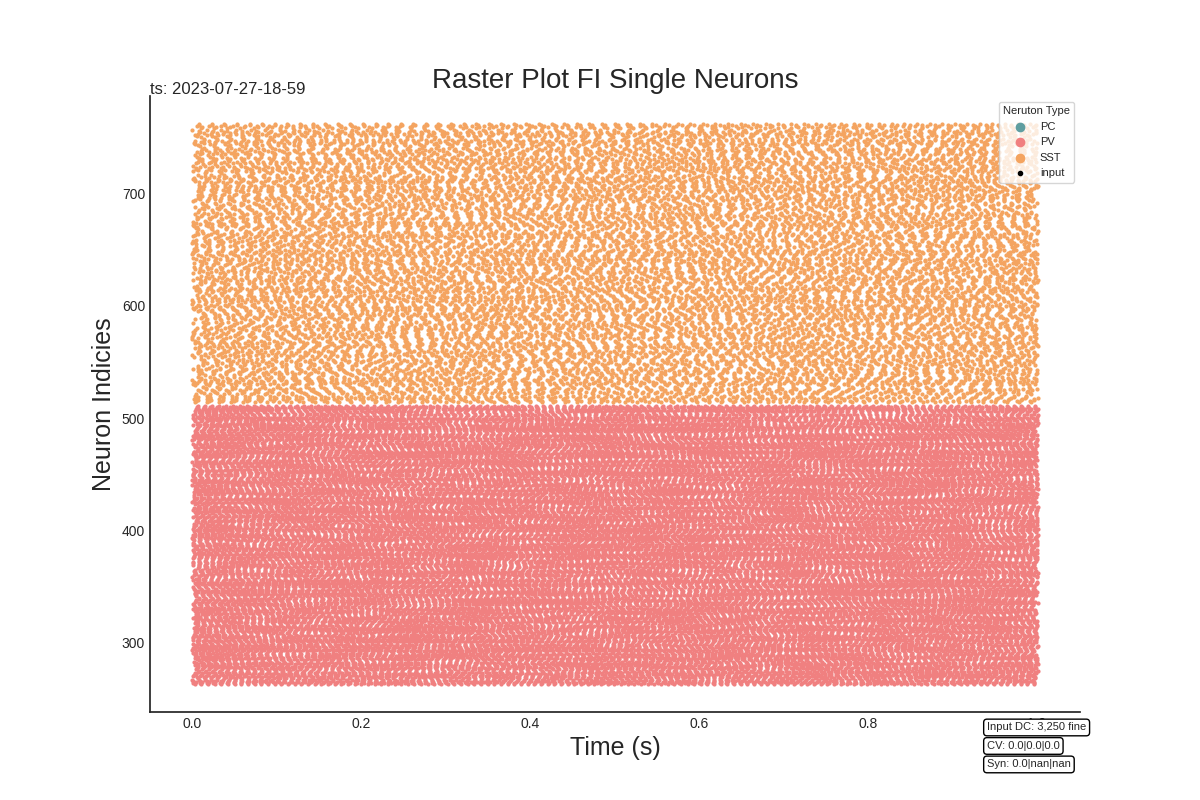 Raster Plot FI Single Neurons
ts: 2023-07-27-18-59
Neruton Type
PC
PV
SST
input
Neuron Indicies
700
600
500
400
300
0.0 0.2 0.4 0.6 0.8
Time (s)
Input DC: 3,250 fine
CV: 0.0|0.0|0.0
Syn: 0.0|nan|nan